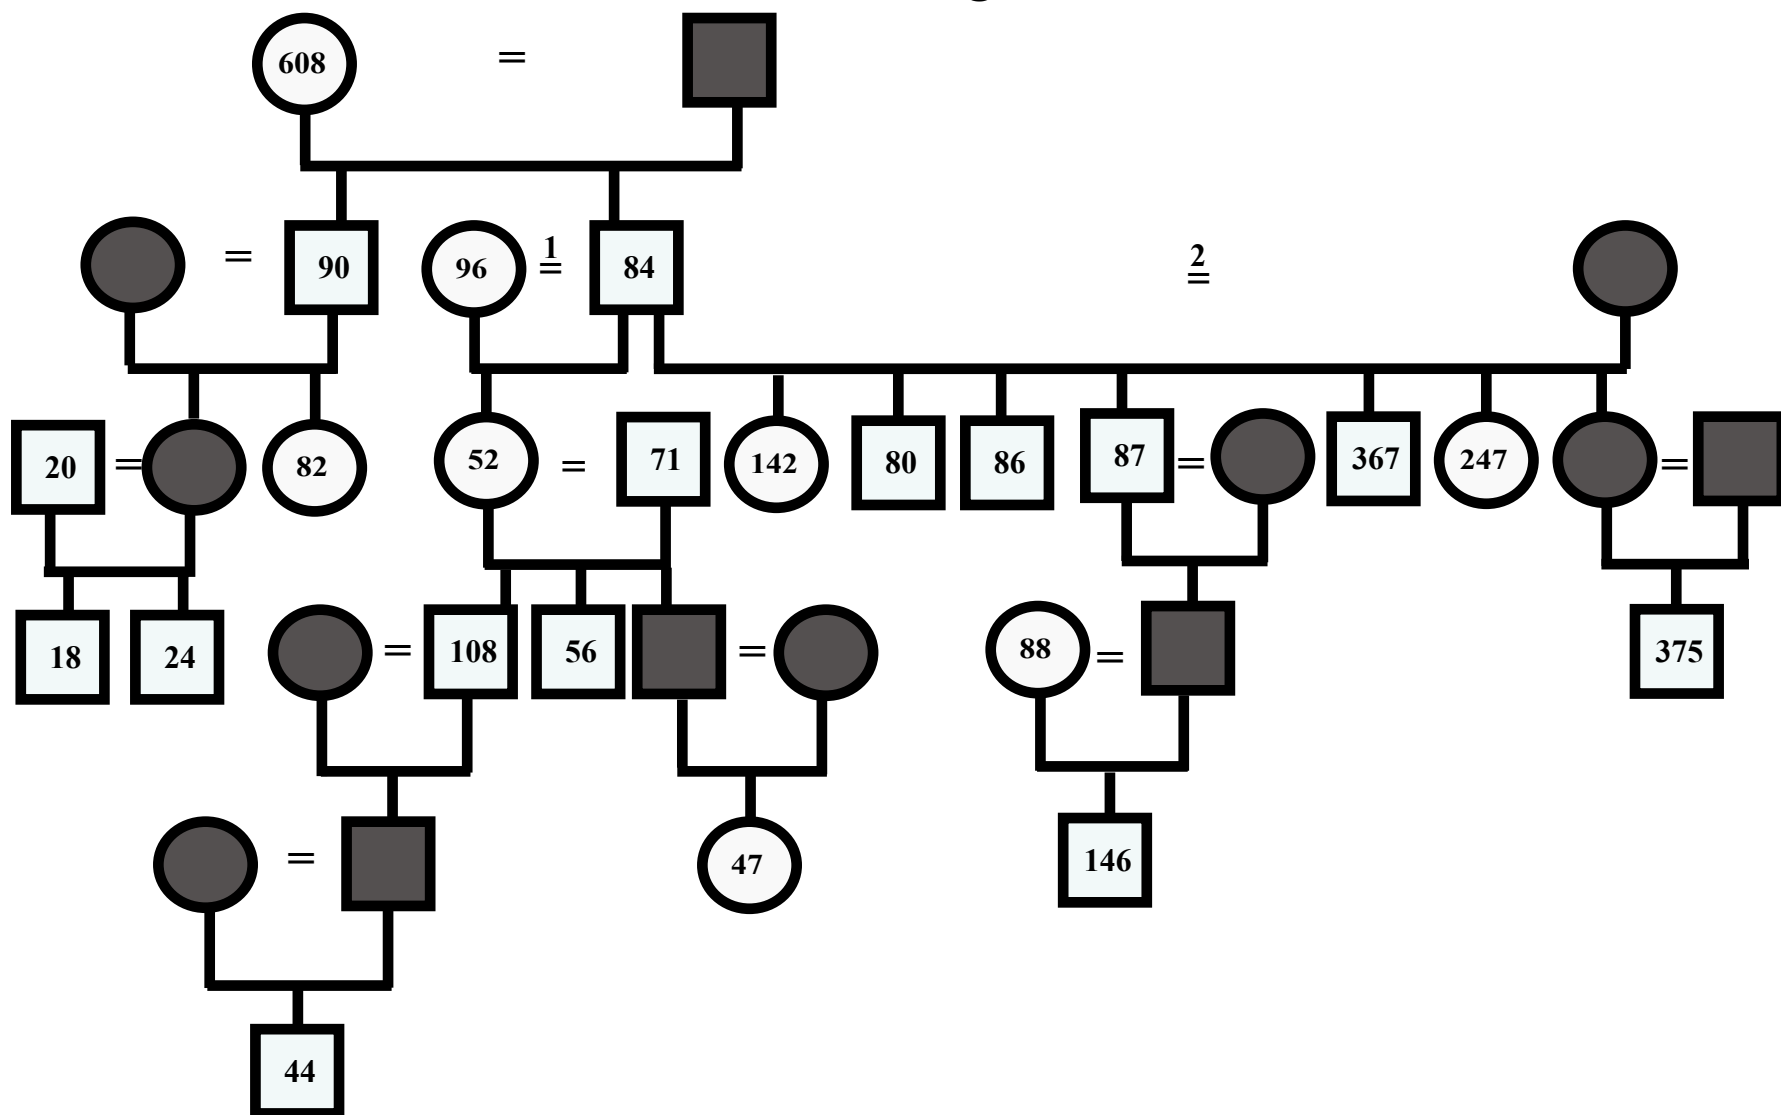 608 =
= 90 96 1
= 84 2
=
20 = 82 52 = 71 142 80 86 87 = 367 247 =
18 24 = 108 56 = 88 = 375
= 47 146
44